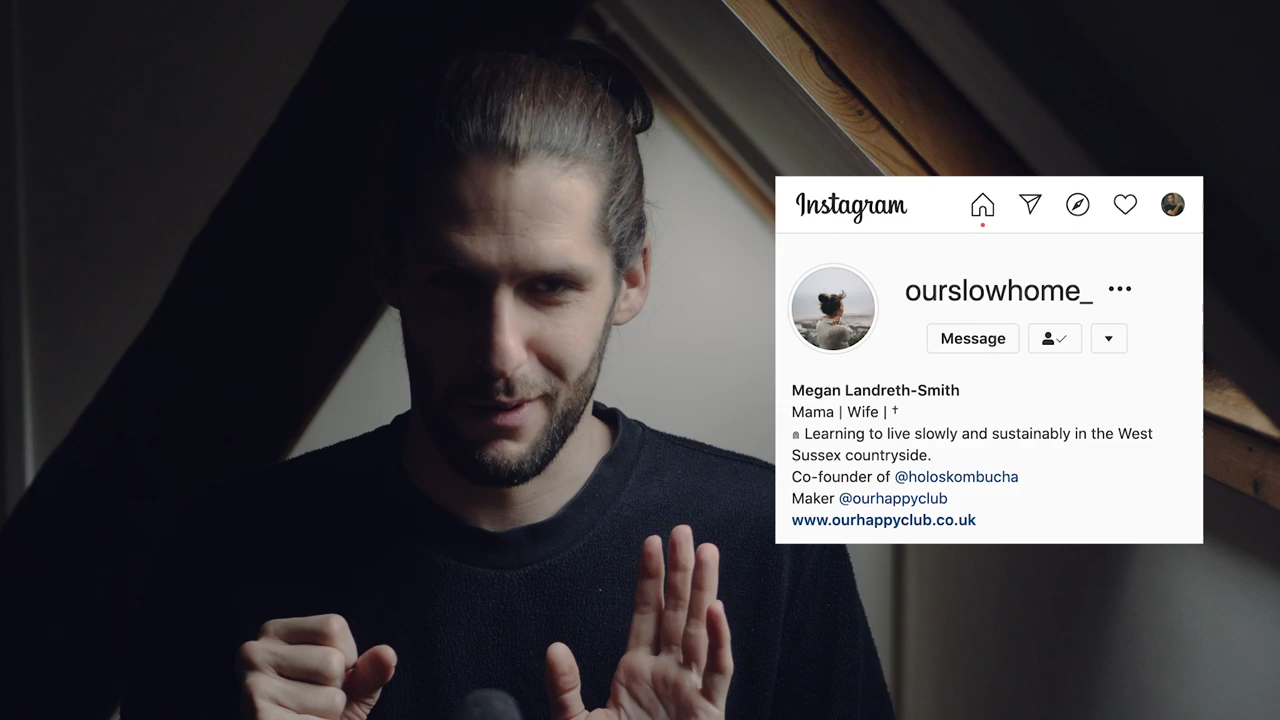 Instagram
ourslowhome_ •••
Message
Megan Landreth-Smith
Mama | Wife | †
Learning to live slowly and sustainably in the West
Sussex countryside.
Co-founder of @holoskombucha
Maker @ourhappyclub
www.ourhappyclub.co.uk